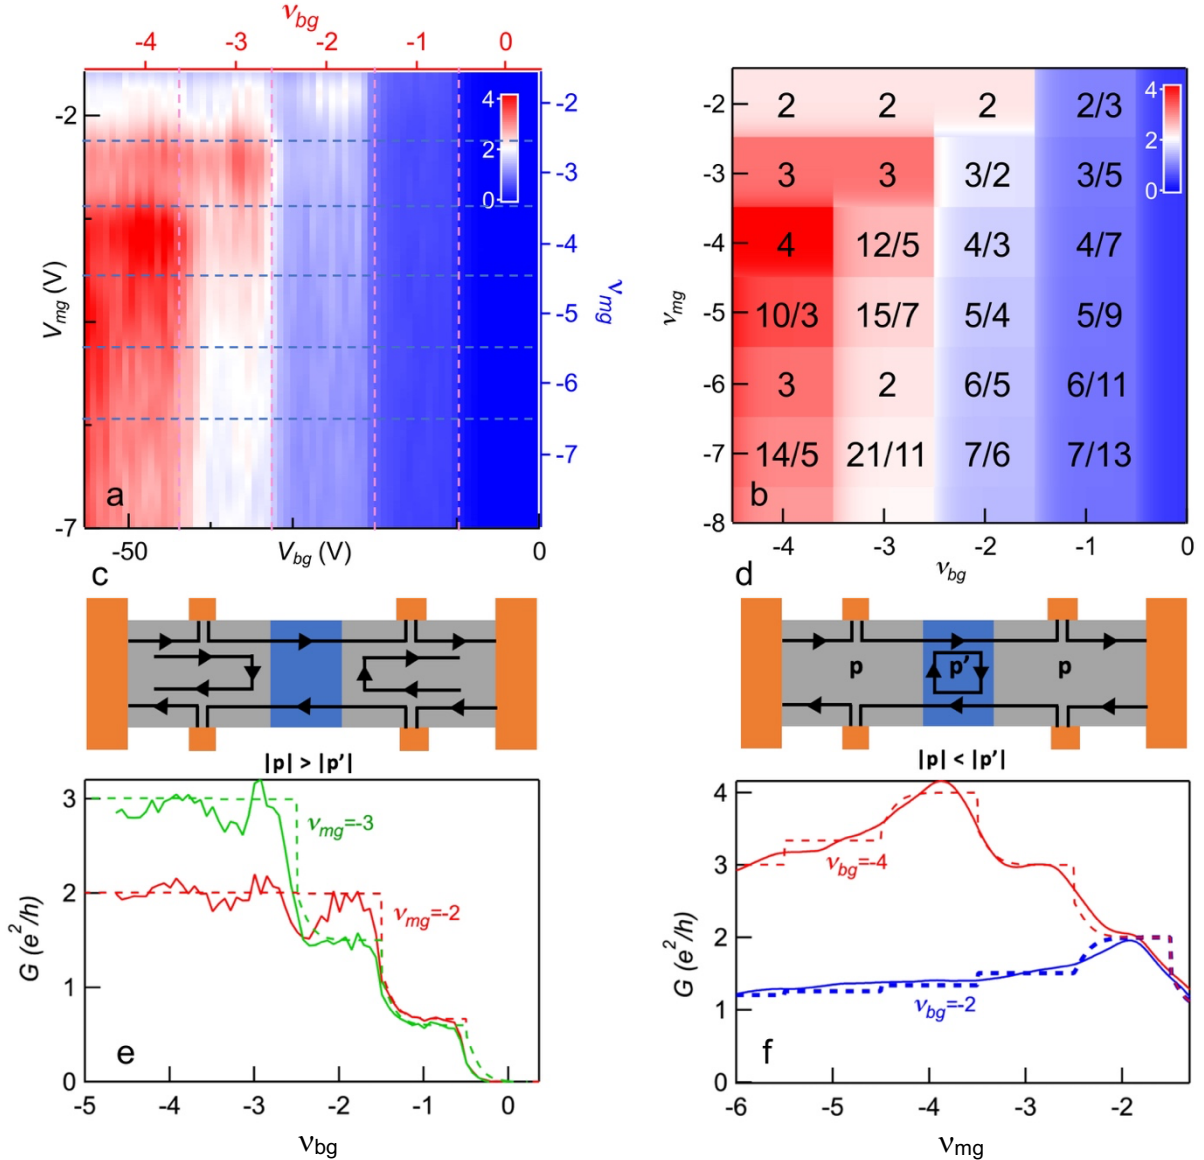 ν_bg
-4 -3 -2 -1 0
-2
-7
V_mg (V)
4
2
0
-2
-3
-4
-5
-6
-7
ν_mg
a
-50 V_bg (V) 0
-2
-3
-4
-5
-6
-7
-8
ν_mg
4
2
0
2 2 2 2/3
3 3 3/2 3/5
4 12/5 4/3 4/7
10/3 15/7 5/4 5/9
3 2 6/5 6/11
14/5 21/11 7/6 7/13
b
-4 -3 -2 -1 0
ν_bg
c
|p| > |p'|
d
p p' p
|p| < |p'|
3
2
1
0
G (e²/h)
ν_mg=-3
ν_mg=-2
e
-5 -4 -3 -2 -1 0
ν_bg
4
3
2
1
0
G (e²/h)
ν_bg=-4
ν_bg=-2
f
-6 -5 -4 -3 -2
ν_mg